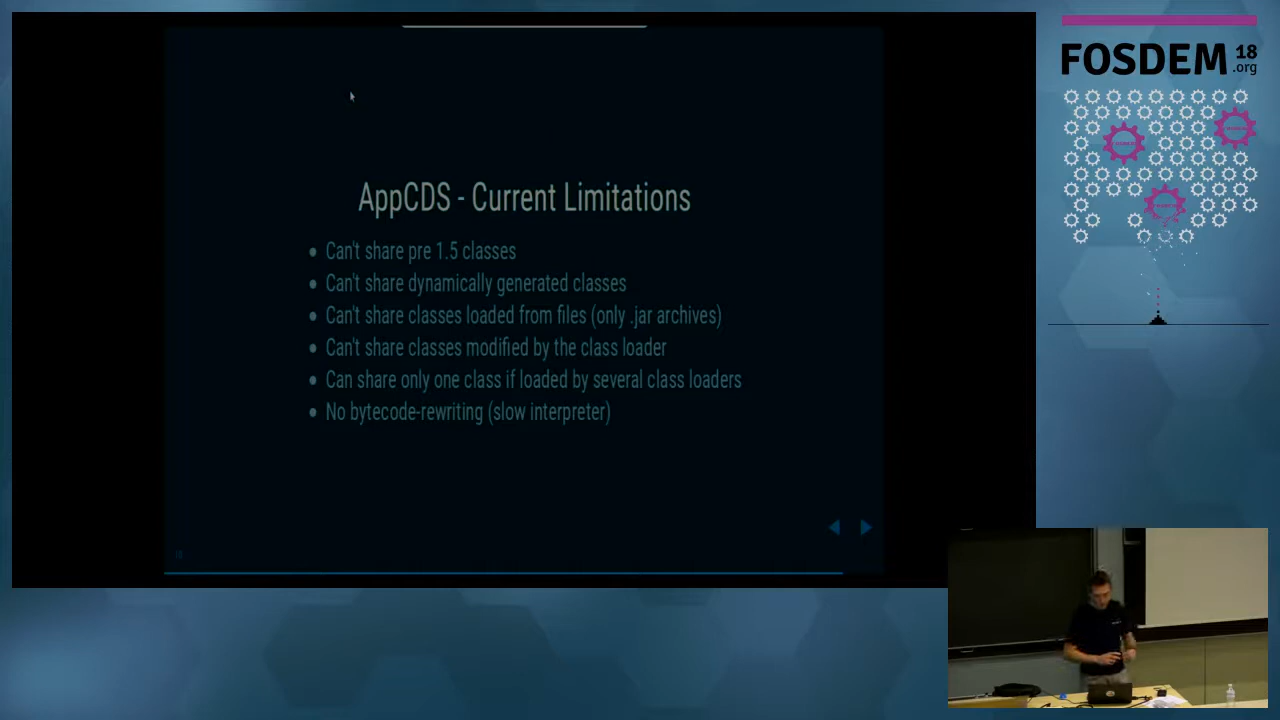 FOSDEM 18
.org
AppCDS - Current Limitations
Can't share pre 1.5 classes
Can't share dynamically generated classes
Can't share classes loaded from files (only .jar archives)
Can't share classes modified by the class loader
Can share only one class if loaded by several class loaders
No bytecode-rewriting (slow interpreter)